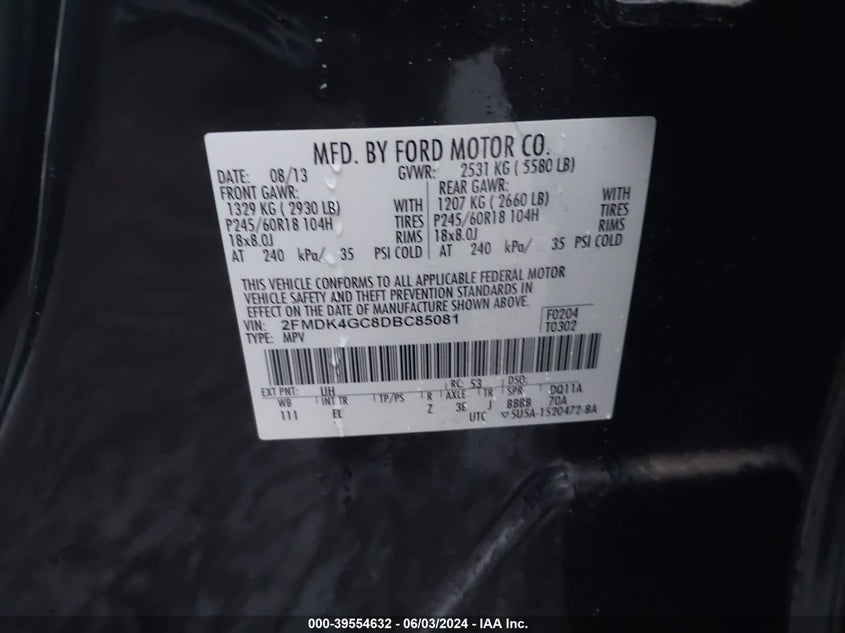 MFD. BY FORD MOTOR CO.
DATE: 08/13 GVWR: 2531 KG ( 5580 LB)
FRONT GAWR: REAR GAWR:
1329 KG ( 2930 LB) WITH 1207 KG ( 2660 LB) WITH
P245/60R18 104H TIRES P245/60R18 104H TIRES
18x8.0J RIMS 18x8.0J RIMS
AT 240 kPa/ 35 PSI COLD AT 240 kPa/ 35 PSI COLD
THIS VEHICLE CONFORMS TO ALL APPLICABLE FEDERAL MOTOR
VEHICLE SAFETY AND THEFT PREVENTION STANDARDS IN
EFFECT ON THE DATE OF MANUFACTURE SHOWN ABOVE.
VIN: 2FMDK4GC8DBC85081 F0204
TYPE: MPV T0302
EXT PNT: UH RC: 53 DSO:
WB INT TR TP/PS R AXLE TR SPR DQ11A
111 EL Z 3E J BBBB 70A
UTC 5U5A-1520472-BA
000-39554632 - 06/03/2024 - IAA Inc.